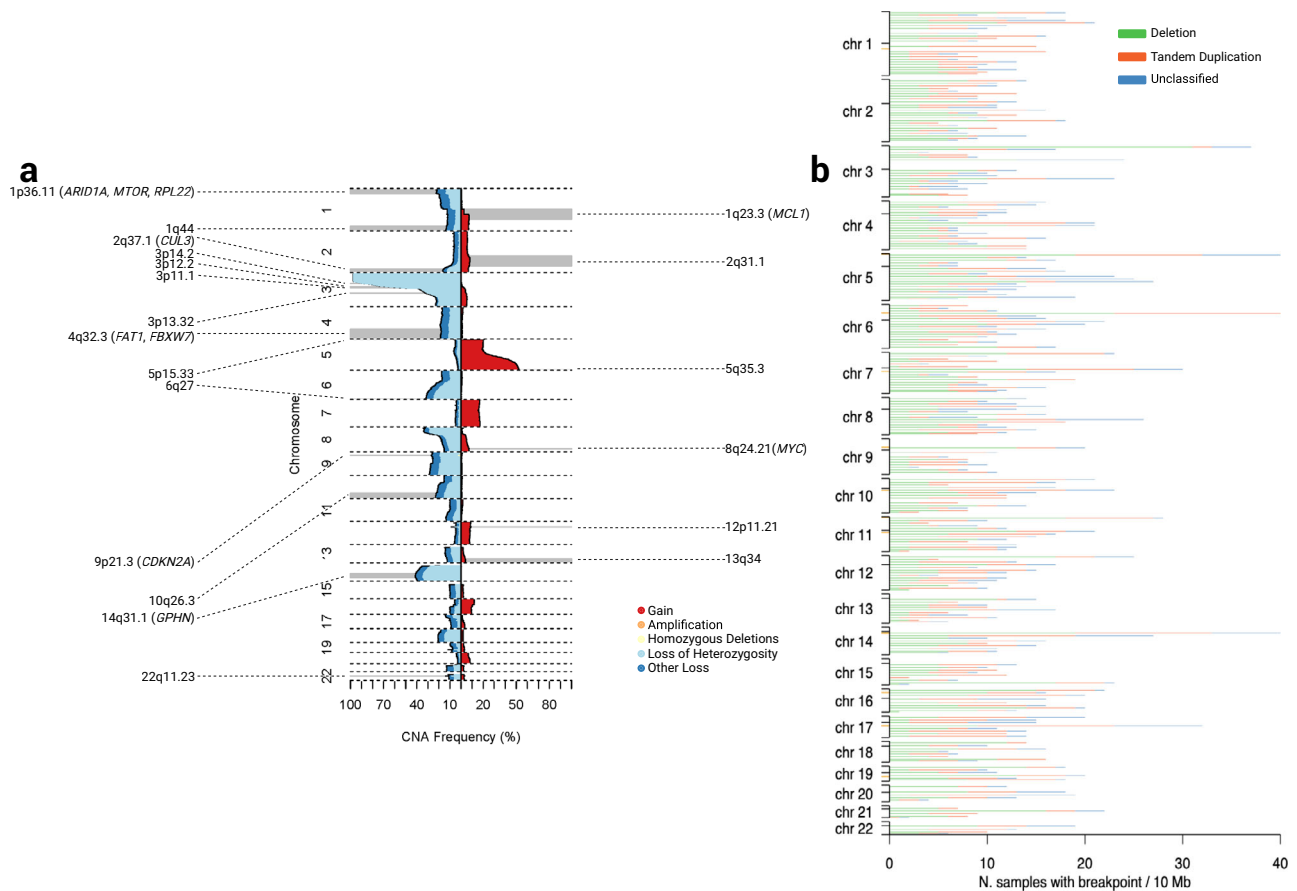 a
1p36.11 (ARID1A, MTOR, RPL22)
1q44
2q37.1 (CUL3)
3p14.2
3p12.2
3p11.1
3p13.32
4q32.3 (FAT1, FBXW7)
5p15.33
6q27
9p21.3 (CDKN2A)
10q26.3
14q31.1 (GPHN)
22q11.23
Chromosome
1
2
3
4
5
6
7
8
9
11
13
15
17
19
22
1q23.3 (MCL1)
2q31.1
5q35.3
8q24.21(MYC)
12p11.21
13q34
Gain
Amplification
Homozygous Deletions
Loss of Heterozygosity
Other Loss
100 70 40 10 20 50 80
CNA Frequency (%)
b
Deletion
Tandem Duplication
Unclassified
chr 1
chr 2
chr 3
chr 4
chr 5
chr 6
chr 7
chr 8
chr 9
chr 10
chr 11
chr 12
chr 13
chr 14
chr 15
chr 16
chr 17
chr 18
chr 19
chr 20
chr 21
chr 22
0 10 20 30 40
N. samples with breakpoint / 10 Mb